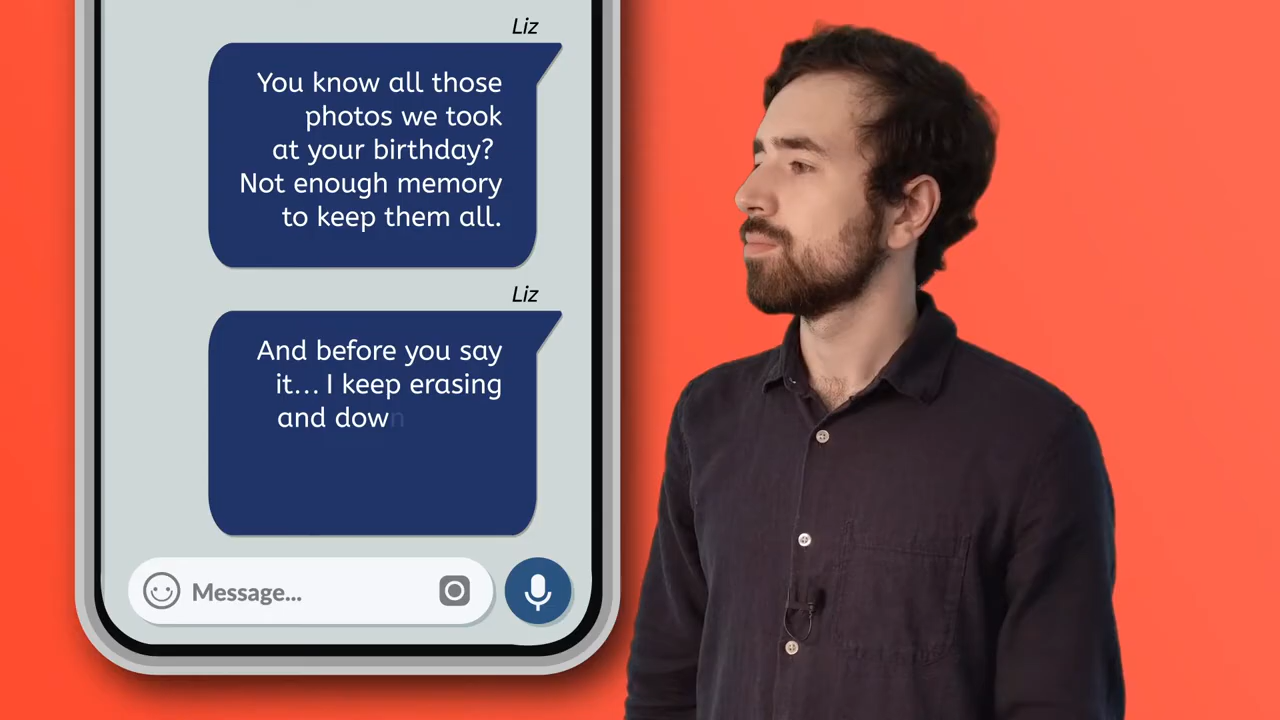 Liz
You know all those
photos we took
at your birthday?
Not enough memory
to keep them all.
Liz
And before you say
it... I keep erasing
and down
Message...